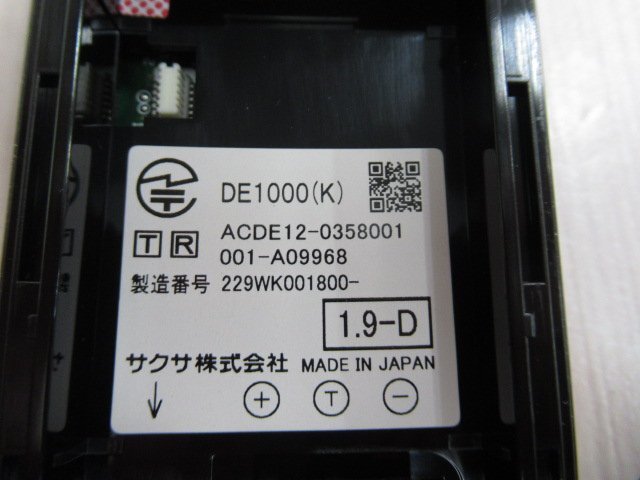 DE1000(K)
T R ACDE12-0358001
001-A09968
製造番号 229WK001800-
1.9-D
サクサ株式会社 MADE IN JAPAN
↓ + T −